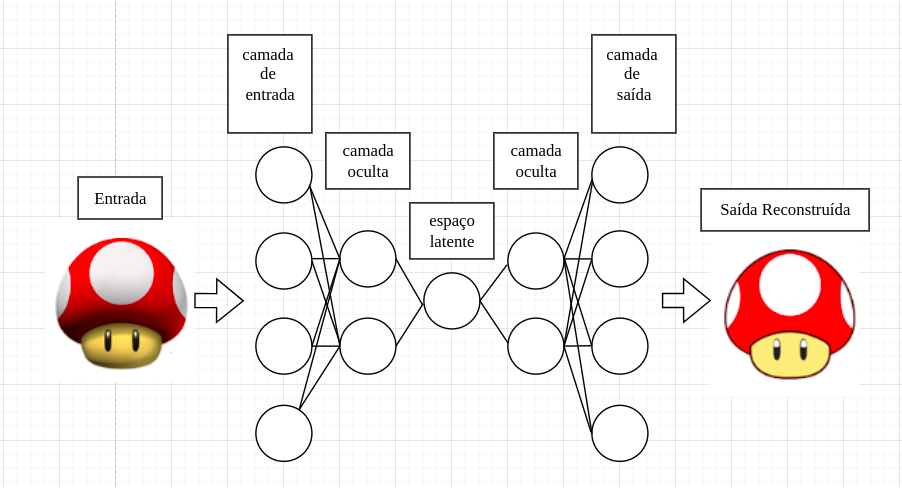 camada
de
entrada
camada
de
saída
camada
oculta
camada
oculta
Entrada
Saída Reconstruída
espaço
latente